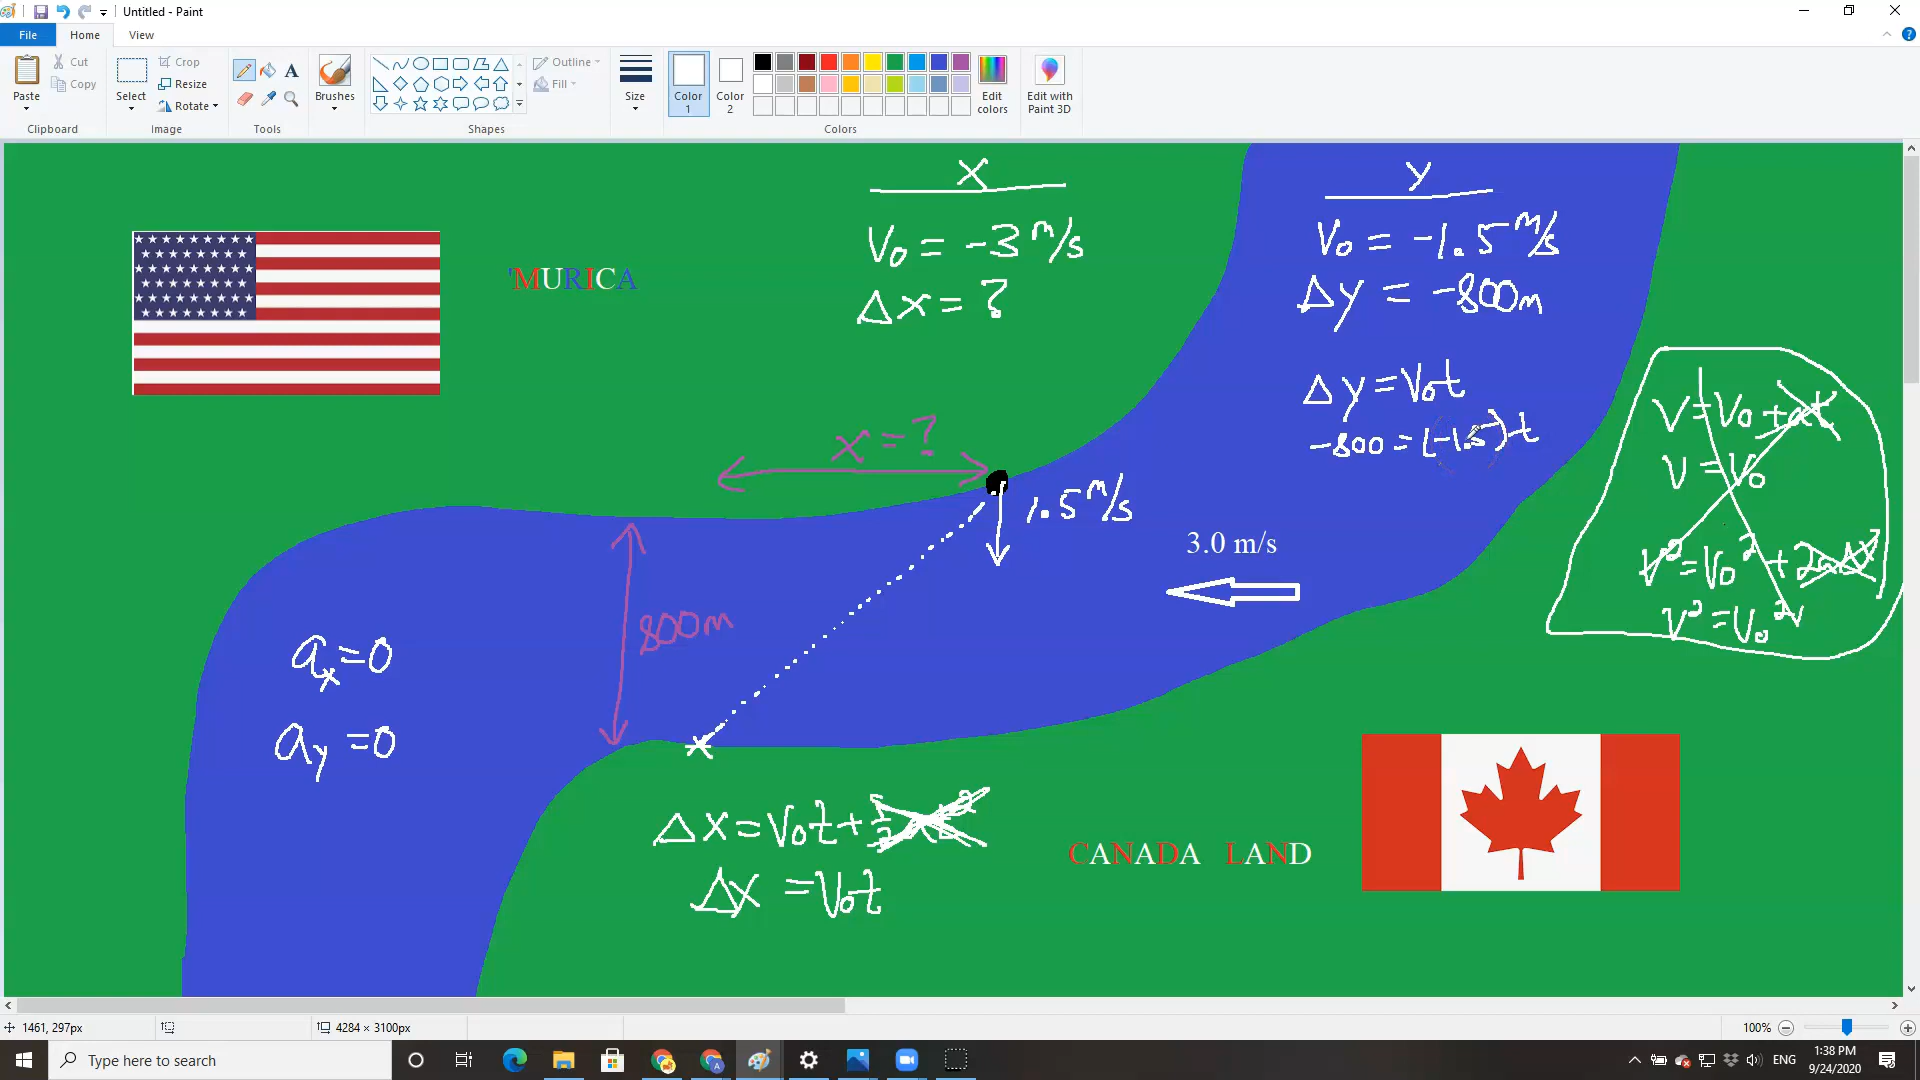 Untitled - Paint
File
Home
View
Paste
Cut
Copy
Clipboard
Select
Crop
Resize
Rotate
Image
Tools
Brushes
Shapes
Outline
Fill
Size
Color 1
Color 2
Colors
Edit colors
Edit with Paint 3D
X
V₀ = -3 m/s
Δx = ?
y
V₀ = -1.5 m/s
Δy = -800m
Δy = V₀t
-800 = (-1.5)t
'MURICA
x = ?
1.5 m/s
3.0 m/s
800m
aₓ=0
a_y =0
V = V₀ + at
V = V₀
V² = V₀² + 2aΔx
V² = V₀²
Δx = V₀t + ½at²
Δx = V₀t
CANADA LAND
1461, 297px
4284 × 3100px
100%
Type here to search
ENG
1:38 PM
9/24/2020